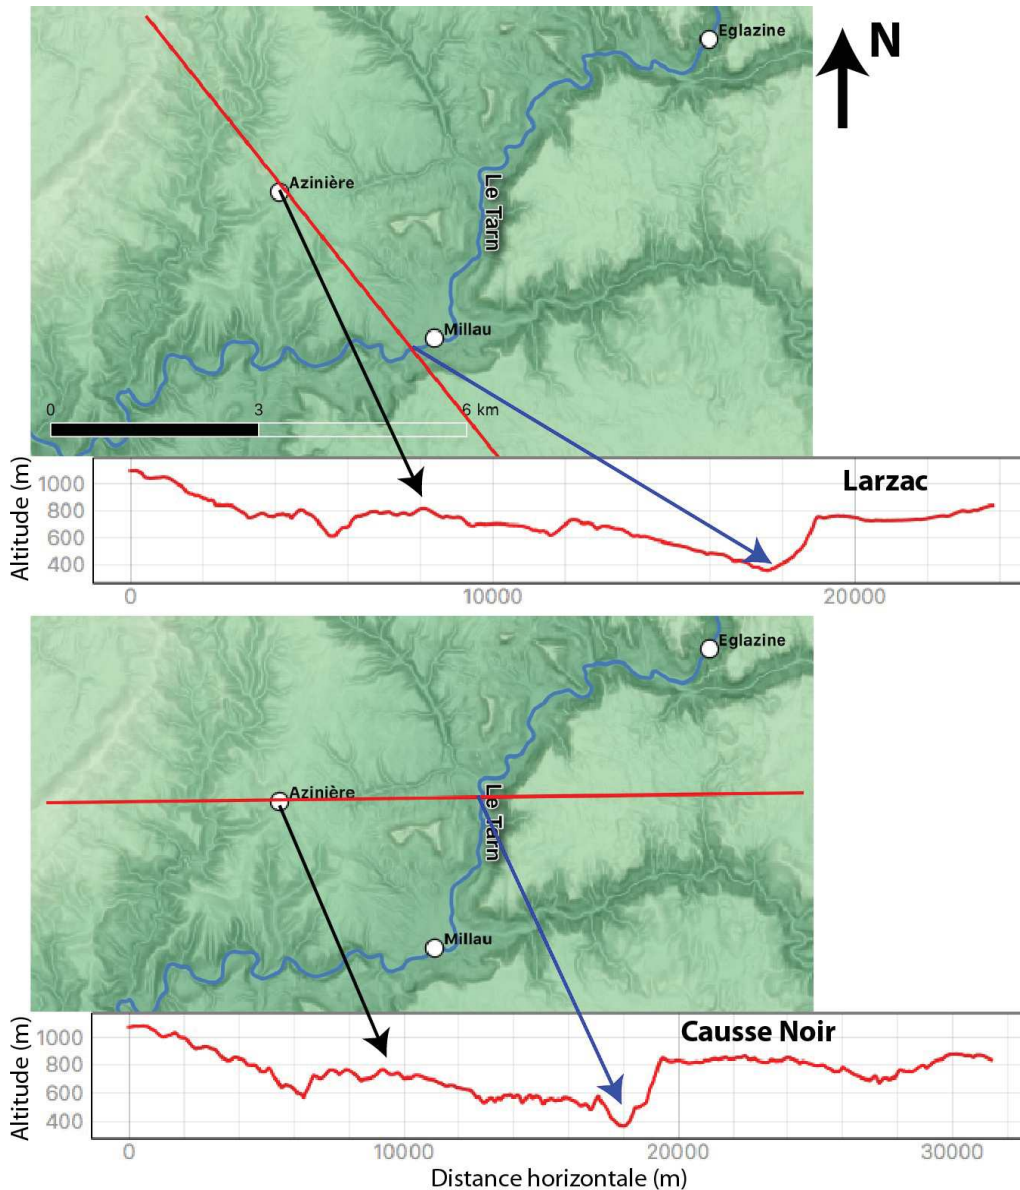 Eglazine
N
Azinière
Le Tarn
Millau
0 3 6 km
Larzac
Altitude (m)
1000
800
600
400
0 10000 20000
Eglazine
Azinière
Le Tarn
Millau
Causse Noir
Altitude (m)
1000
800
600
400
0 10000 20000 30000
Distance horizontale (m)